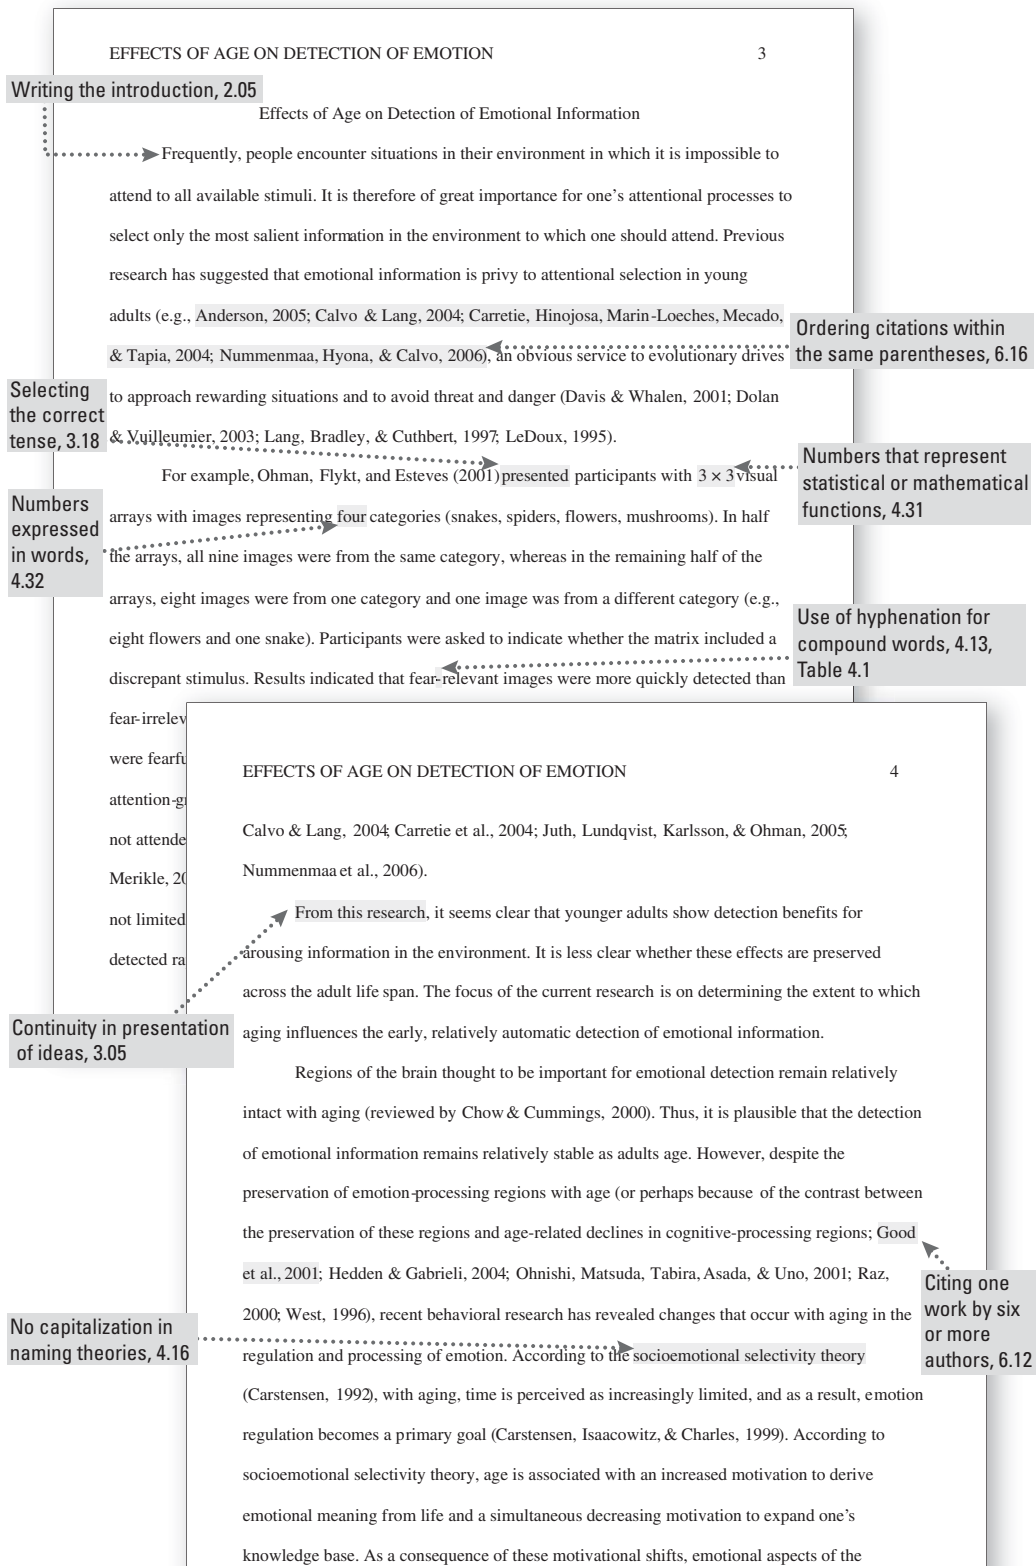 EFFECTS OF AGE ON DETECTION OF EMOTION 3
Writing the introduction, 2.05
Effects of Age on Detection of Emotional Information
Frequently, people encounter situations in their environment in which it is impossible to
attend to all available stimuli. It is therefore of great importance for one’s attentional processes to
select only the most salient information in the environment to which one should attend. Previous
research has suggested that emotional information is privy to attentional selection in young
adults (e.g., Anderson, 2005; Calvo & Lang, 2004; Carretie, Hinojosa, Marin-Loeches, Mecado,
& Tapia, 2004; Nummenmaa, Hyona, & Calvo, 2006), an obvious service to evolutionary drives
to approach rewarding situations and to avoid threat and danger (Davis & Whalen, 2001; Dolan
& Vuilleumier, 2003; Lang, Bradley, & Cuthbert, 1997; LeDoux, 1995).
Ordering citations within
the same parentheses, 6.16
Selecting
the correct
tense, 3.18
For example, Ohman, Flykt, and Esteves (2001) presented participants with 3 × 3 visual
arrays with images representing four categories (snakes, spiders, flowers, mushrooms). In half
the arrays, all nine images were from the same category, whereas in the remaining half of the
arrays, eight images were from one category and one image was from a different category (e.g.,
eight flowers and one snake). Participants were asked to indicate whether the matrix included a
discrepant stimulus. Results indicated that fear-relevant images were more quickly detected than
fear-irrelev
were fearfu
attention-g
not attende
Merikle, 20
not limited
detected ra
Numbers that represent
statistical or mathematical
functions, 4.31
Numbers
expressed
in words,
4.32
Use of hyphenation for
compound words, 4.13,
Table 4.1
EFFECTS OF AGE ON DETECTION OF EMOTION 4
Calvo & Lang, 2004; Carretie et al., 2004; Juth, Lundqvist, Karlsson, & Ohman, 2005;
Nummenmaa et al., 2006).
From this research, it seems clear that younger adults show detection benefits for
arousing information in the environment. It is less clear whether these effects are preserved
across the adult life span. The focus of the current research is on determining the extent to which
aging influences the early, relatively automatic detection of emotional information.
Continuity in presentation
of ideas, 3.05
Regions of the brain thought to be important for emotional detection remain relatively
intact with aging (reviewed by Chow & Cummings, 2000). Thus, it is plausible that the detection
of emotional information remains relatively stable as adults age. However, despite the
preservation of emotion-processing regions with age (or perhaps because of the contrast between
the preservation of these regions and age-related declines in cognitive-processing regions; Good
et al., 2001; Hedden & Gabrieli, 2004; Ohnishi, Matsuda, Tabira, Asada, & Uno, 2001; Raz,
2000; West, 1996), recent behavioral research has revealed changes that occur with aging in the
regulation and processing of emotion. According to the socioemotional selectivity theory
(Carstensen, 1992), with aging, time is perceived as increasingly limited, and as a result, emotion
regulation becomes a primary goal (Carstensen, Isaacowitz, & Charles, 1999). According to
socioemotional selectivity theory, age is associated with an increased motivation to derive
emotional meaning from life and a simultaneous decreasing motivation to expand one’s
knowledge base. As a consequence of these motivational shifts, emotional aspects of the
Citing one
work by six
or more
authors, 6.12
No capitalization in
naming theories, 4.16